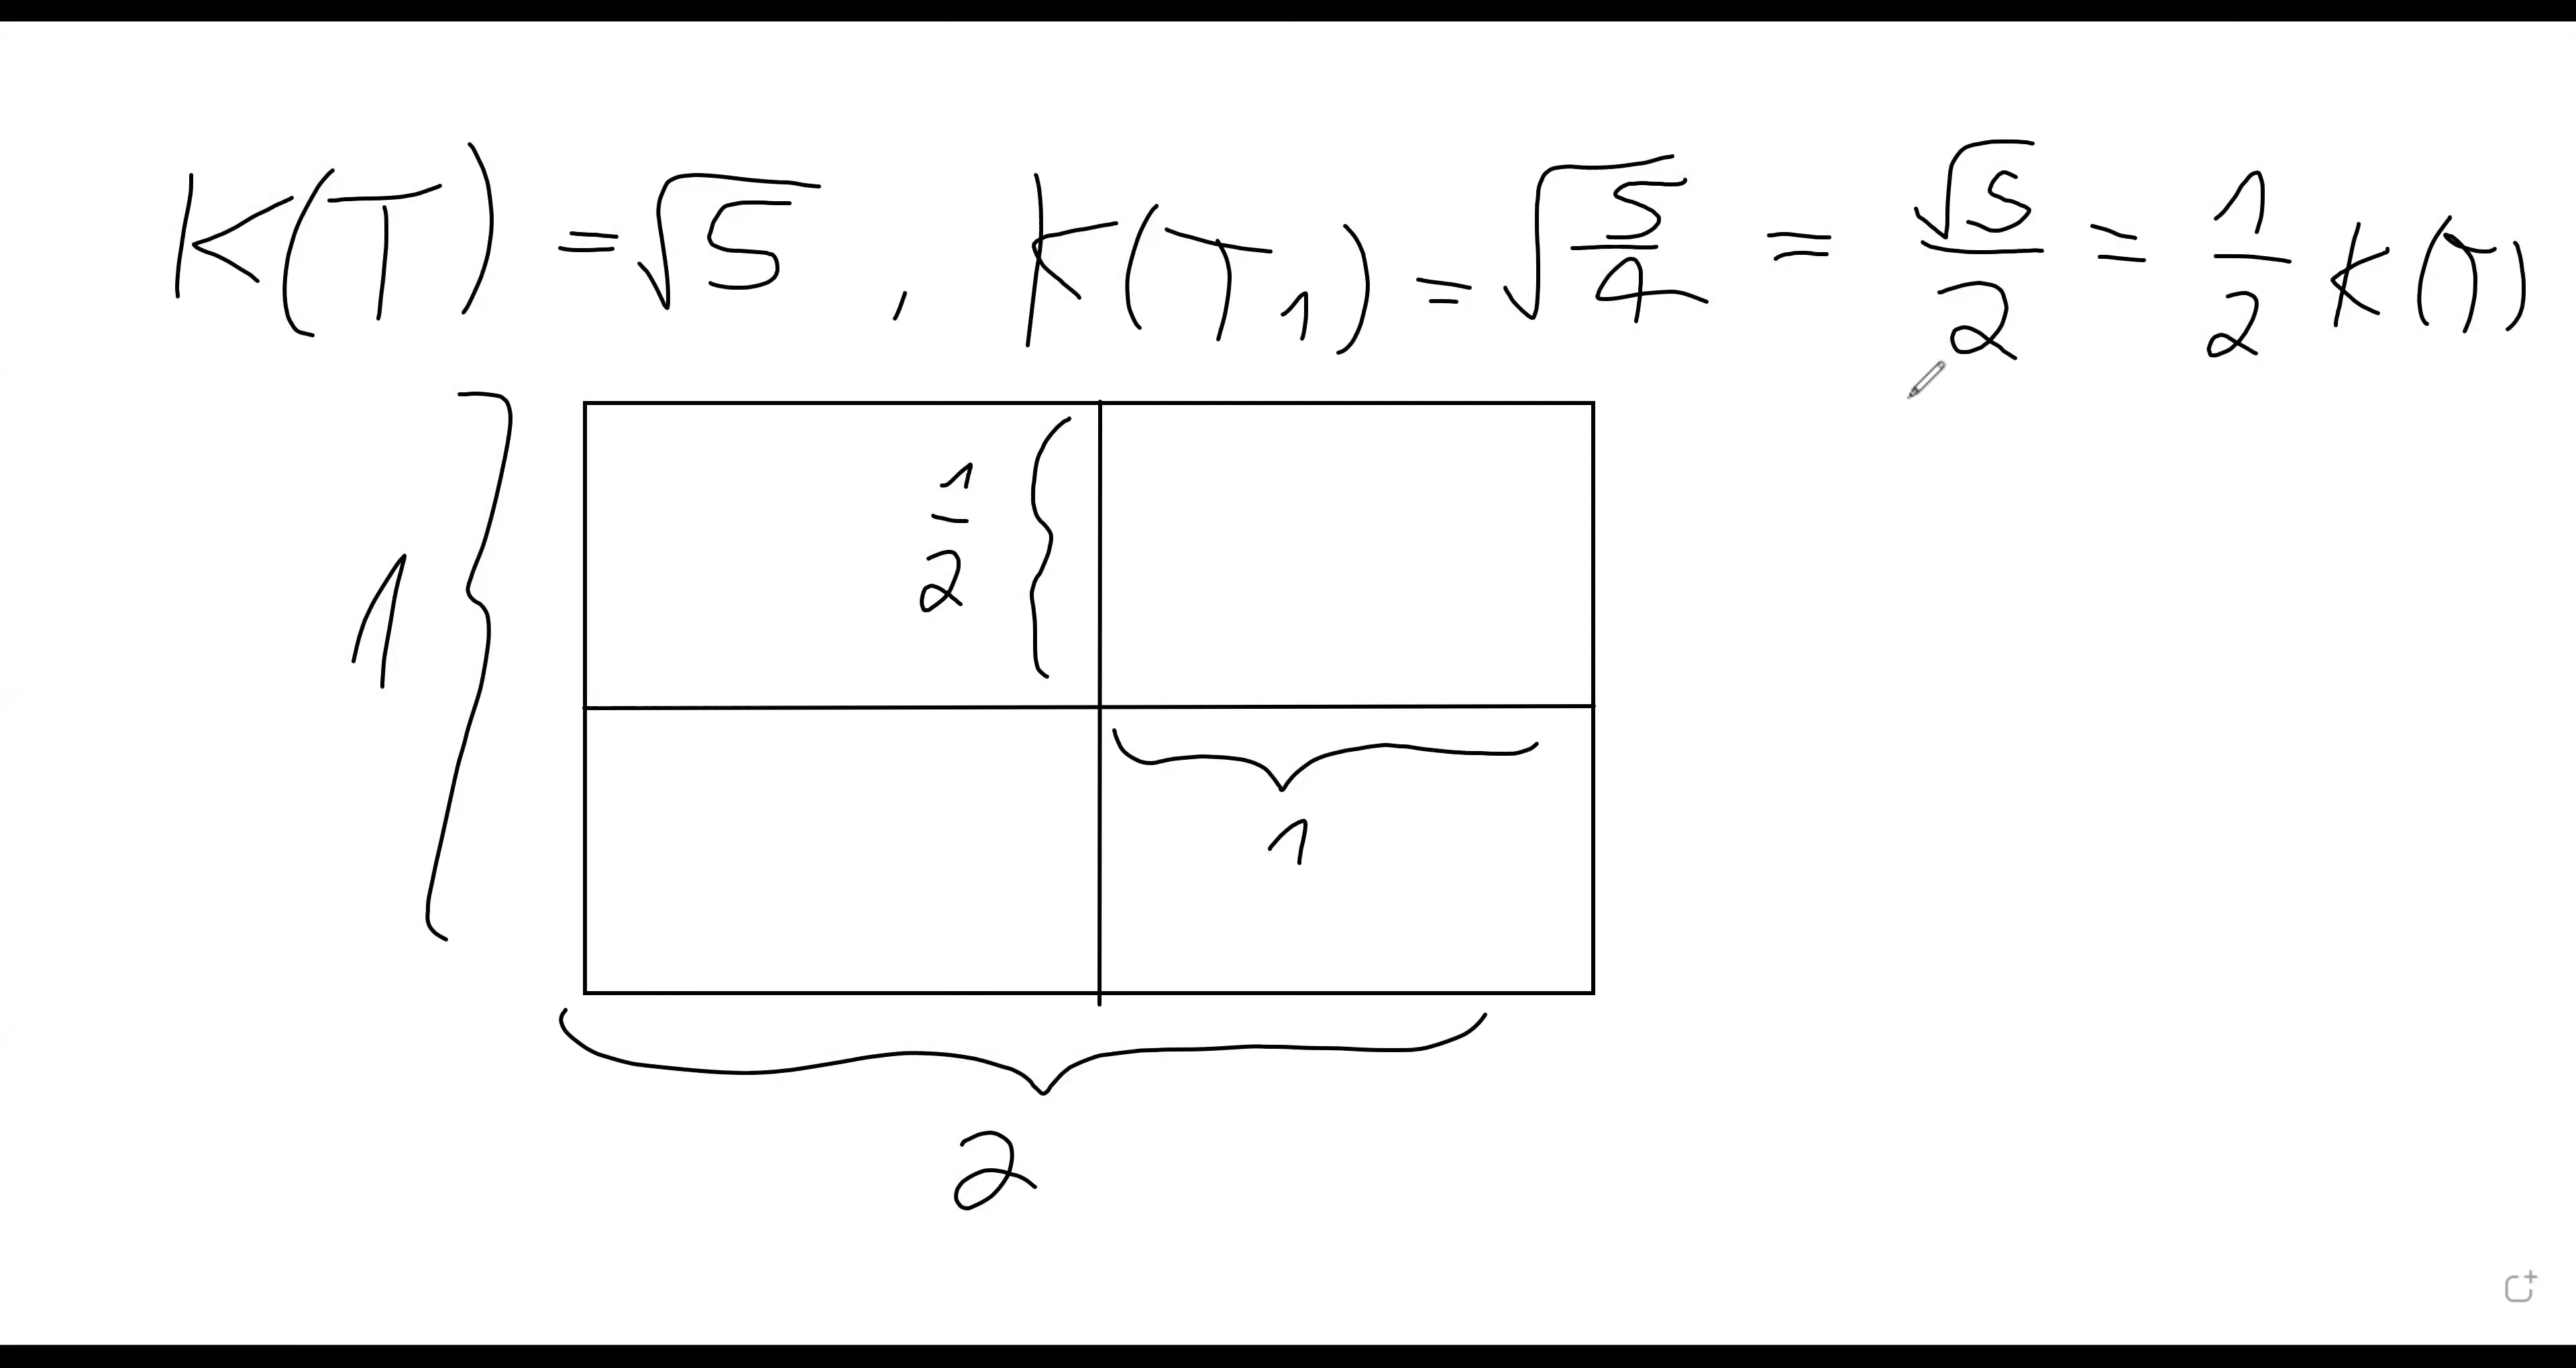 K(T) = √5 , K(T₁) = √(5/4) = √5/2 = 1/2 K(T)
1/2
1
1
2